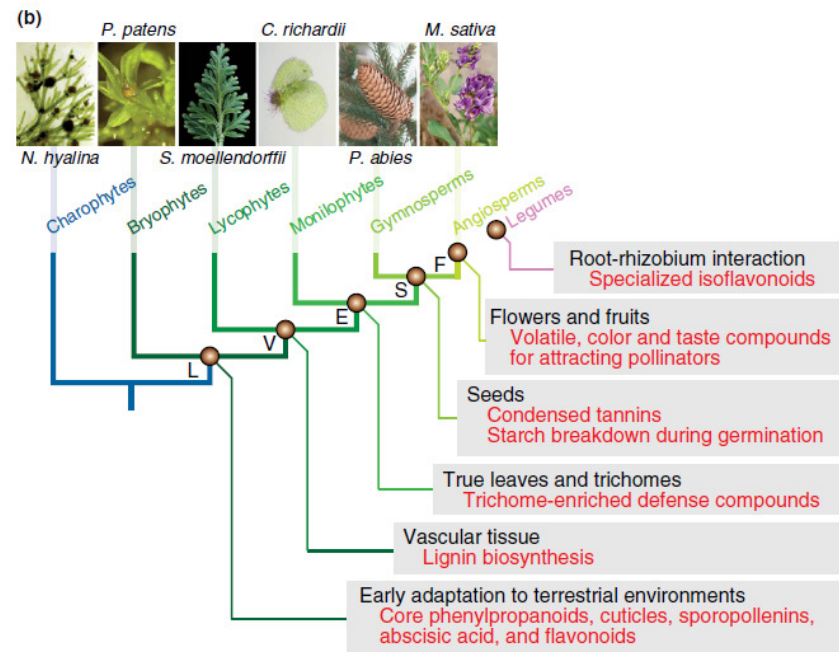 (b)
P. patens
C. richardii
M. sativa
N. hyalina
S. moellendorffii
P. abies
Charophytes
Bryophytes
Lycophytes
Monilophytes
Gymnosperms
Angiosperms
Legumes
Root-rhizobium interaction
Specialized isoflavonoids
F
S
Flowers and fruits
Volatile, color and taste compounds
for attracting pollinators
E
V
L
Seeds
Condensed tannins
Starch breakdown during germination
True leaves and trichomes
Trichome-enriched defense compounds
Vascular tissue
Lignin biosynthesis
Early adaptation to terrestrial environments
Core phenylpropanoids, cuticles, sporopollenins,
abscisic acid, and flavonoids